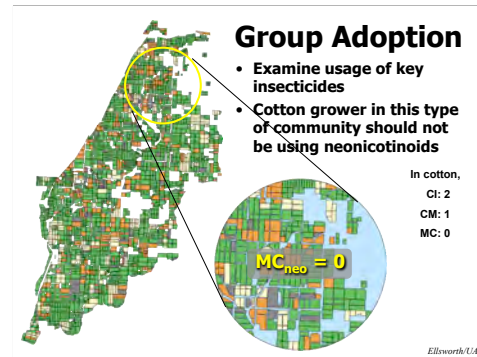 Group Adoption
• Examine usage of key
insecticides
• Cotton grower in this type
of community should not
be using neonicotinoids
In cotton,
CI: 2
CM: 1
MC: 0
MCneo = 0
Ellsworth/UA